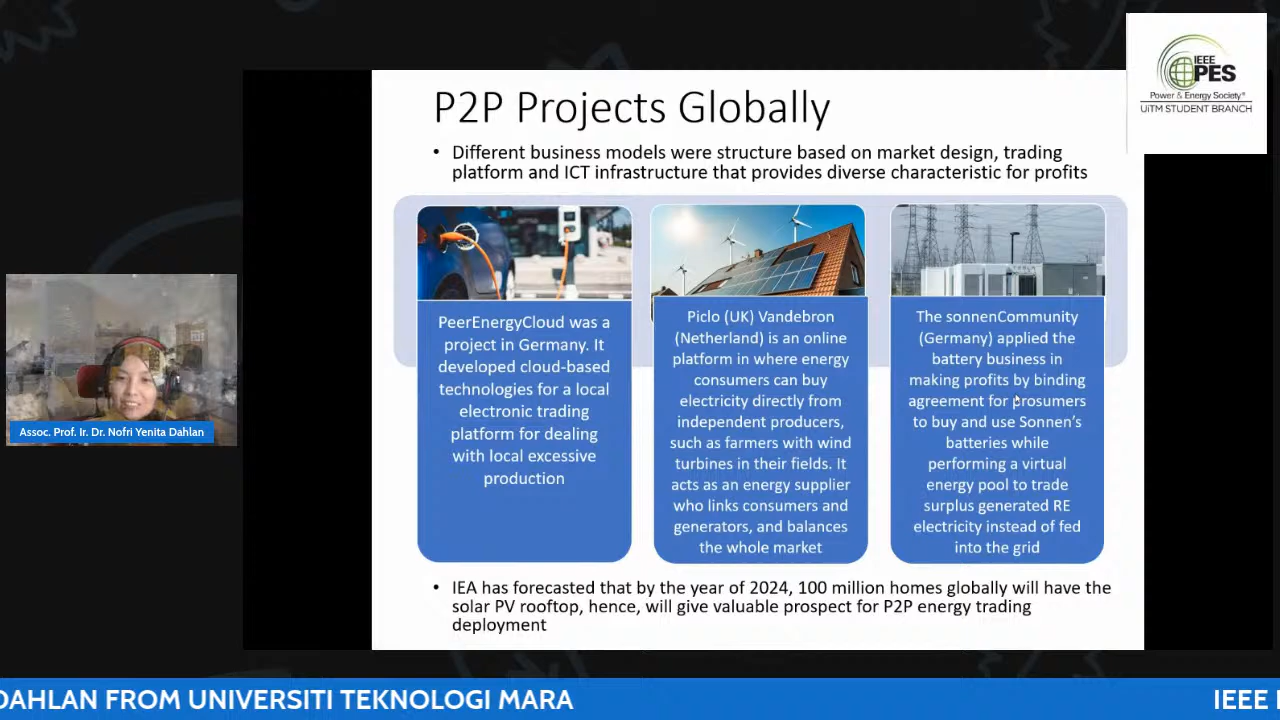 P2P Projects Globally
IEEE
PES
Power & Energy Society®
UiTM STUDENT BRANCH
• Different business models were structure based on market design, trading
platform and ICT infrastructure that provides diverse characteristic for profits
PeerEnergyCloud was a
project in Germany. It
developed cloud-based
technologies for a local
electronic trading
platform for dealing
with local excessive
production
Piclo (UK) Vandebron
(Netherland) is an online
platform in where energy
consumers can buy
electricity directly from
independent producers,
such as farmers with wind
turbines in their fields. It
acts as an energy supplier
who links consumers and
generators, and balances
the whole market
The sonnenCommunity
(Germany) applied the
battery business in
making profits by binding
agreement for prosumers
to buy and use Sonnen's
batteries while
performing a virtual
energy pool to trade
surplus generated RE
electricity instead of fed
into the grid
• IEA has forecasted that by the year of 2024, 100 million homes globally will have the
solar PV rooftop, hence, will give valuable prospect for P2P energy trading
deployment
Assoc. Prof. Ir. Dr. Nofri Yenita Dahlan
DAHLAN FROM UNIVERSITI TEKNOLOGI MARA
IEEE